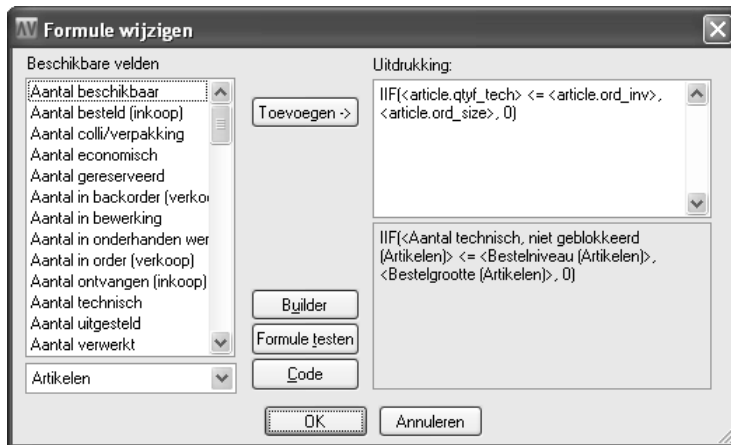 AV Formule wijzigen
Beschikbare velden
Aantal beschikbaar
Aantal besteld (inkoop)
Aantal colli/verpakking
Aantal economisch
Aantal gereserveerd
Aantal in backorder (verko
Aantal in bewerking
Aantal in onderhanden wer
Aantal in order (verkoop)
Aantal ontvangen (inkoop)
Aantal technisch
Aantal uitgesteld
Aantal verwerkt
Artikelen
Toevoegen ->
Builder
Formule testen
Code
Uitdrukking:
IIF(<article.qtyf_tech> <= <article.ord_inv>,
<article.ord_size>, 0)
IIF(<Aantal technisch, niet geblokkeerd
(Artikelen)> <= <Bestelniveau (Artikelen)>,
<Bestelgrootte (Artikelen)>, 0)
OK
Annuleren